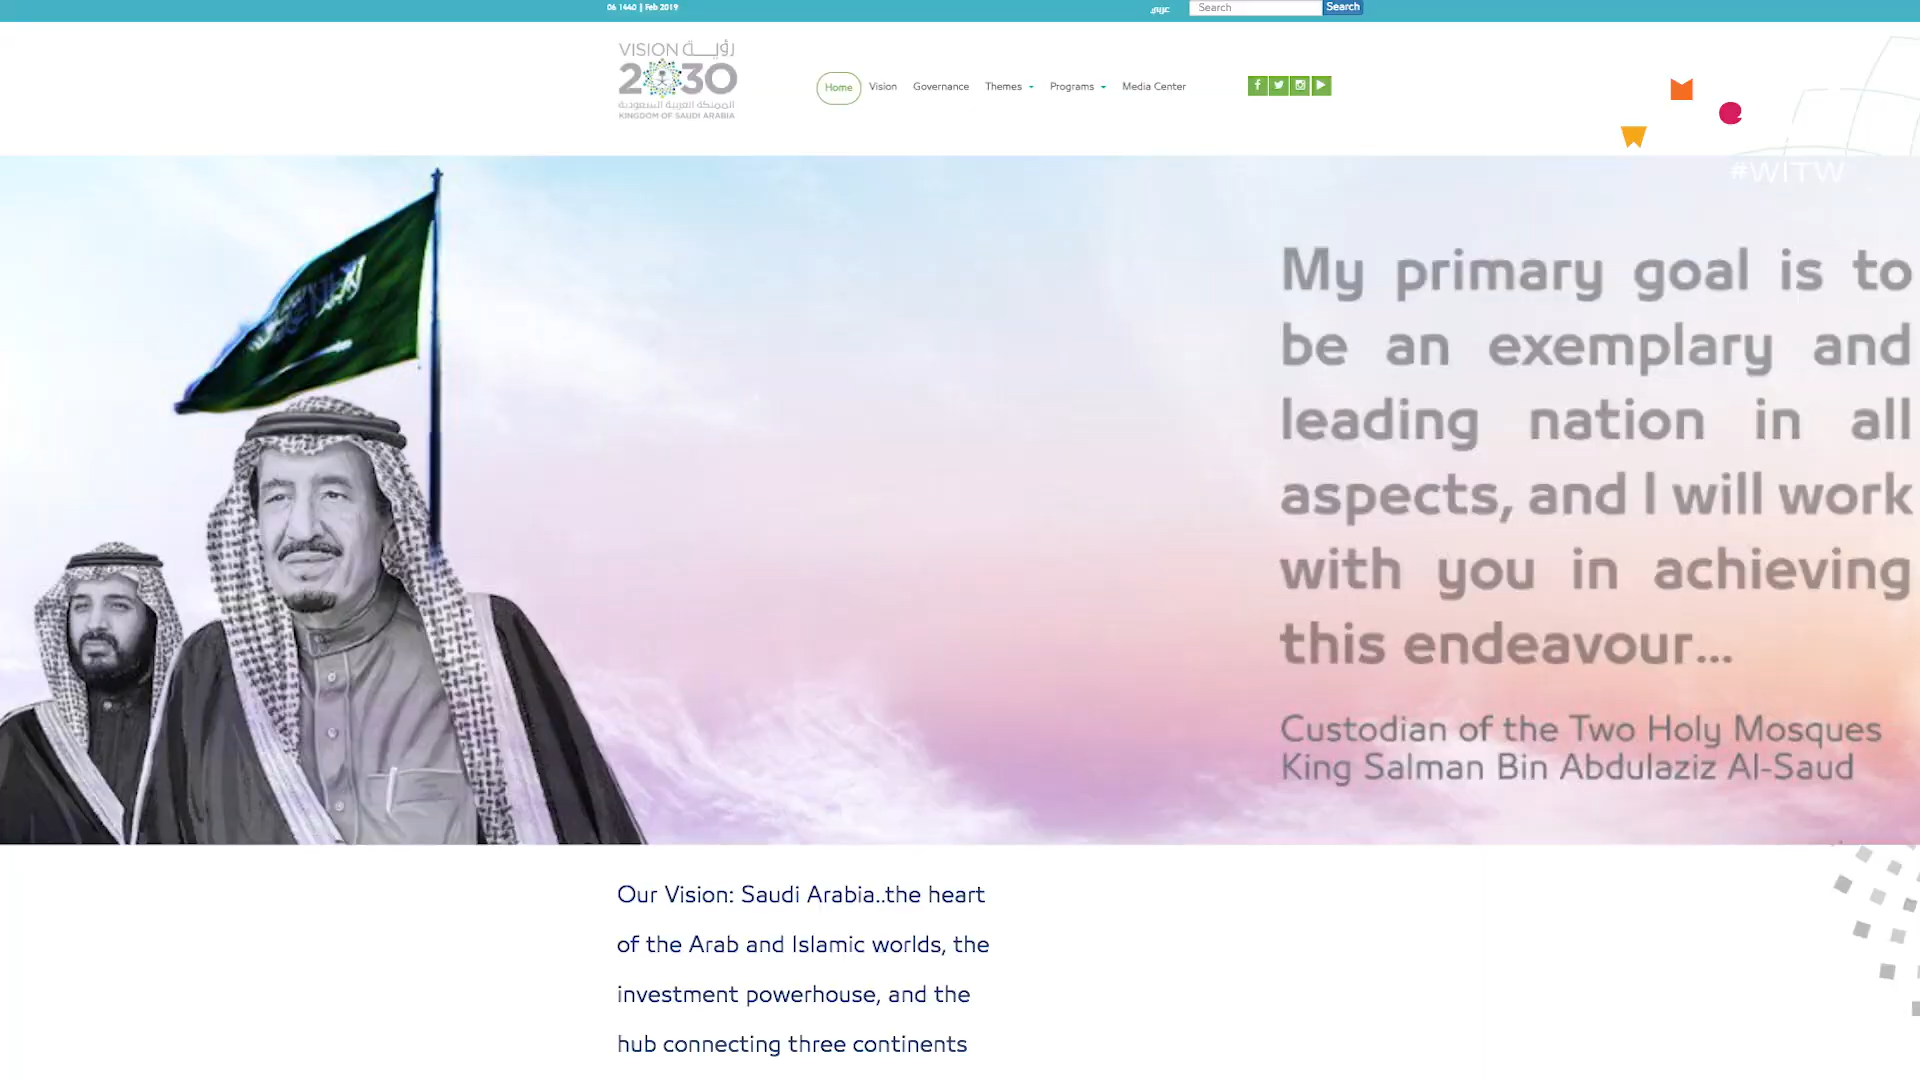 06 1440 | Feb 2019
عربي
Search
Search
VISION رؤيــة
2030
المملكة العربية السعودية
KINGDOM OF SAUDI ARABIA
Home
Vision
Governance
Themes
Programs
Media Center
#WITW
My primary goal is to
be an exemplary and
leading nation in all
aspects, and I will work
with you in achieving
this endeavour...
Custodian of the Two Holy Mosques
King Salman Bin Abdulaziz Al-Saud
Our Vision: Saudi Arabia..the heart
of the Arab and Islamic worlds, the
investment powerhouse, and the
hub connecting three continents